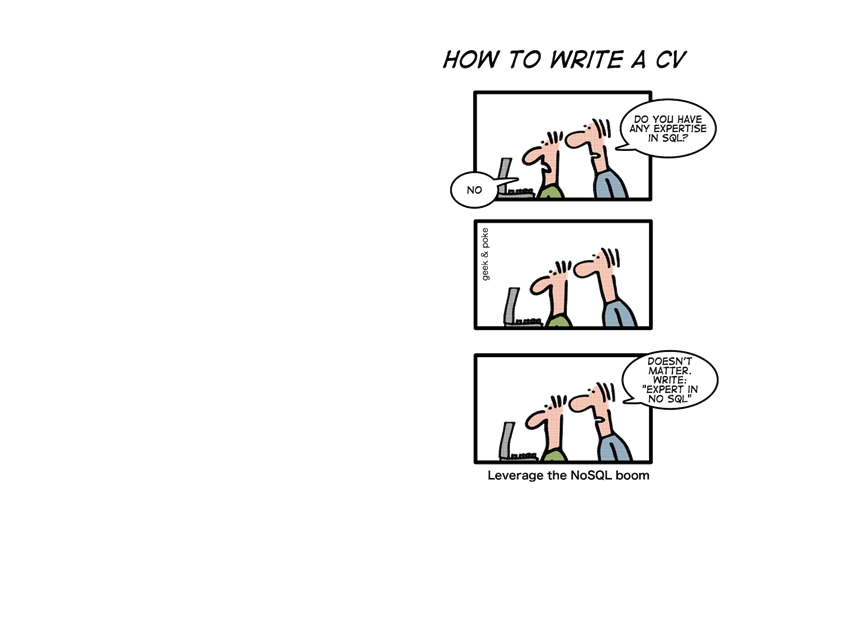 HOW TO WRITE A CV
DO YOU HAVE
ANY EXPERTISE
IN SQL?
NO
geek & poke
DOESN'T
MATTER.
WRITE:
"EXPERT IN
NO SQL"
Leverage the NoSQL boom